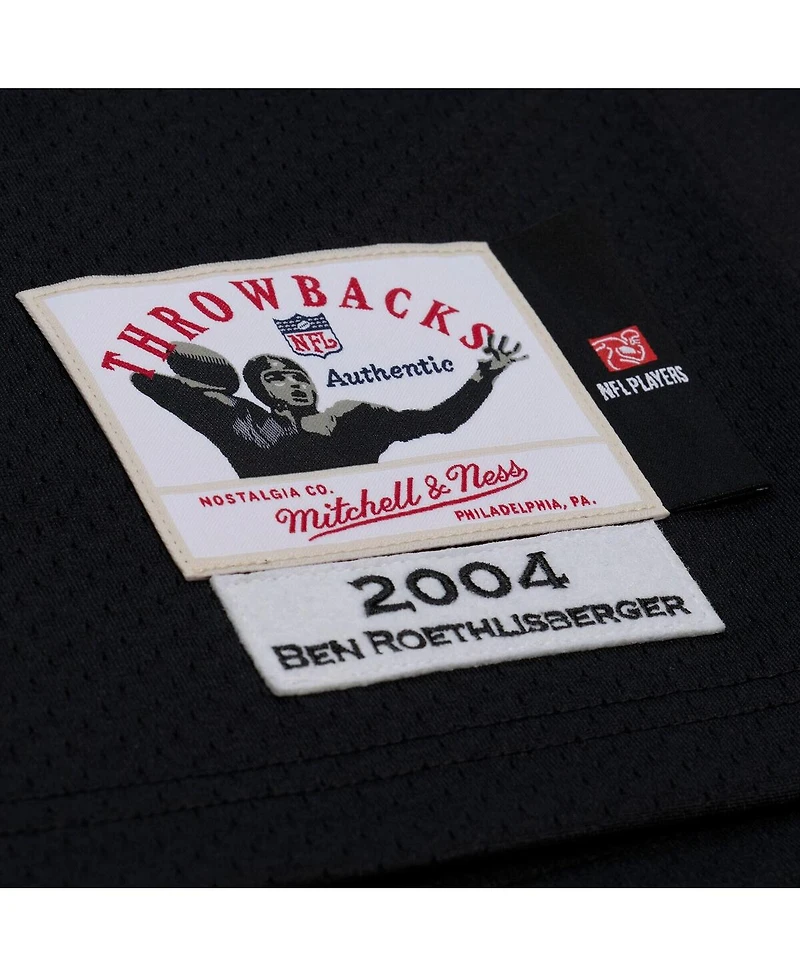 THROWBACKS
NFL
Authentic
NOSTALGIA CO.
Mitchell & Ness
PHILADELPHIA, PA.
NFL PLAYERS
2004
BEN ROETHLISBERGER